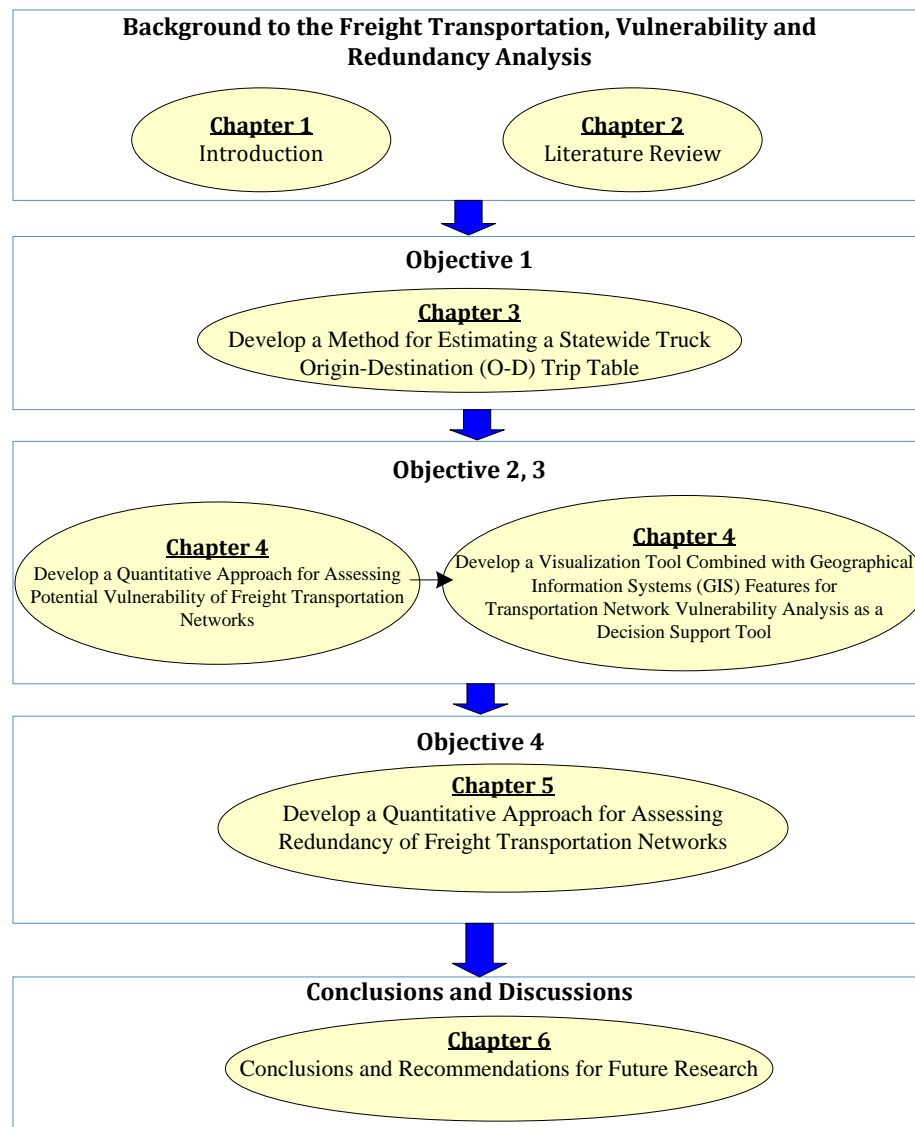 Background to the Freight Transportation, Vulnerability and
Redundancy Analysis
Chapter 1
Introduction
Chapter 2
Literature Review
Objective 1
Chapter 3
Develop a Method for Estimating a Statewide Truck
Origin-Destination (O-D) Trip Table
Objective 2, 3
Chapter 4
Develop a Quantitative Approach for Assessing
Potential Vulnerability of Freight Transportation
Networks
Chapter 4
Develop a Visualization Tool Combined with Geographical
Information Systems (GIS) Features for
Transportation Network Vulnerability Analysis as a
Decision Support Tool
Objective 4
Chapter 5
Develop a Quantitative Approach for Assessing
Redundancy of Freight Transportation Networks
Conclusions and Discussions
Chapter 6
Conclusions and Recommendations for Future Research